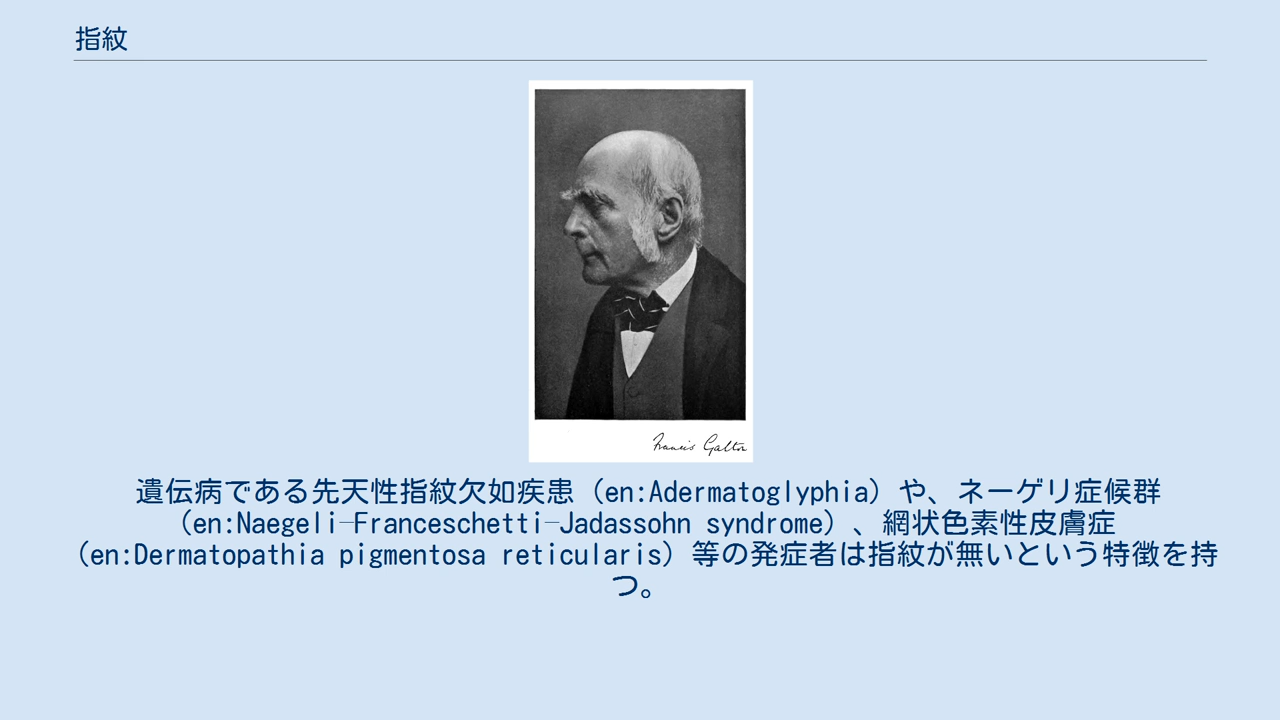 指紋
Francis Galton
遺伝病である先天性指紋欠如疾患（en:Adermatoglyphia）や、ネーゲリ症候群
（en:Naegeli–Franceschetti–Jadassohn syndrome）、網状色素性皮膚症
（en:Dermatopathia pigmentosa reticularis）等の発症者は指紋が無いという特徴を持
つ。